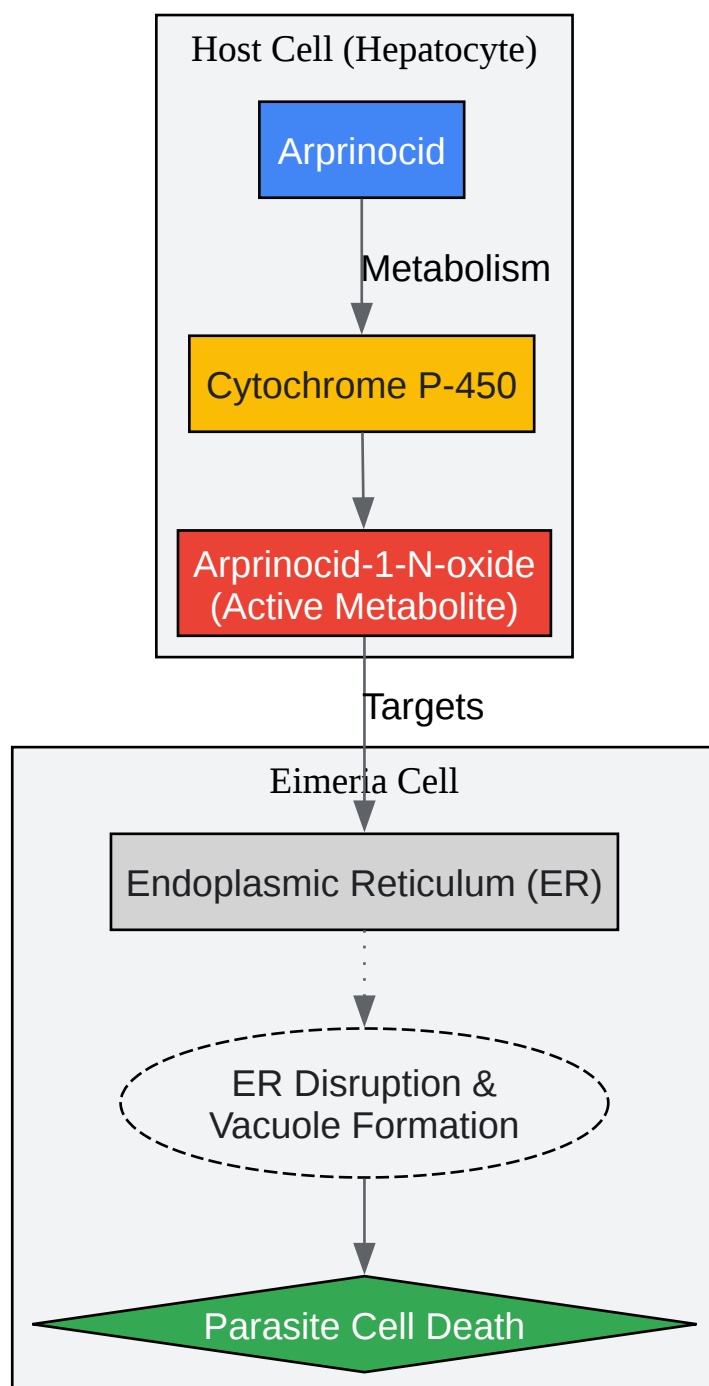 Host Cell (Hepatocyte)
Arprinocid
Metabolism
Cytochrome P-450
Arprinocid-1-N-oxide
(Active Metabolite)
Targets
Eimeria Cell
Endoplasmic Reticulum (ER)
ER Disruption &
Vacuole Formation
Parasite Cell Death